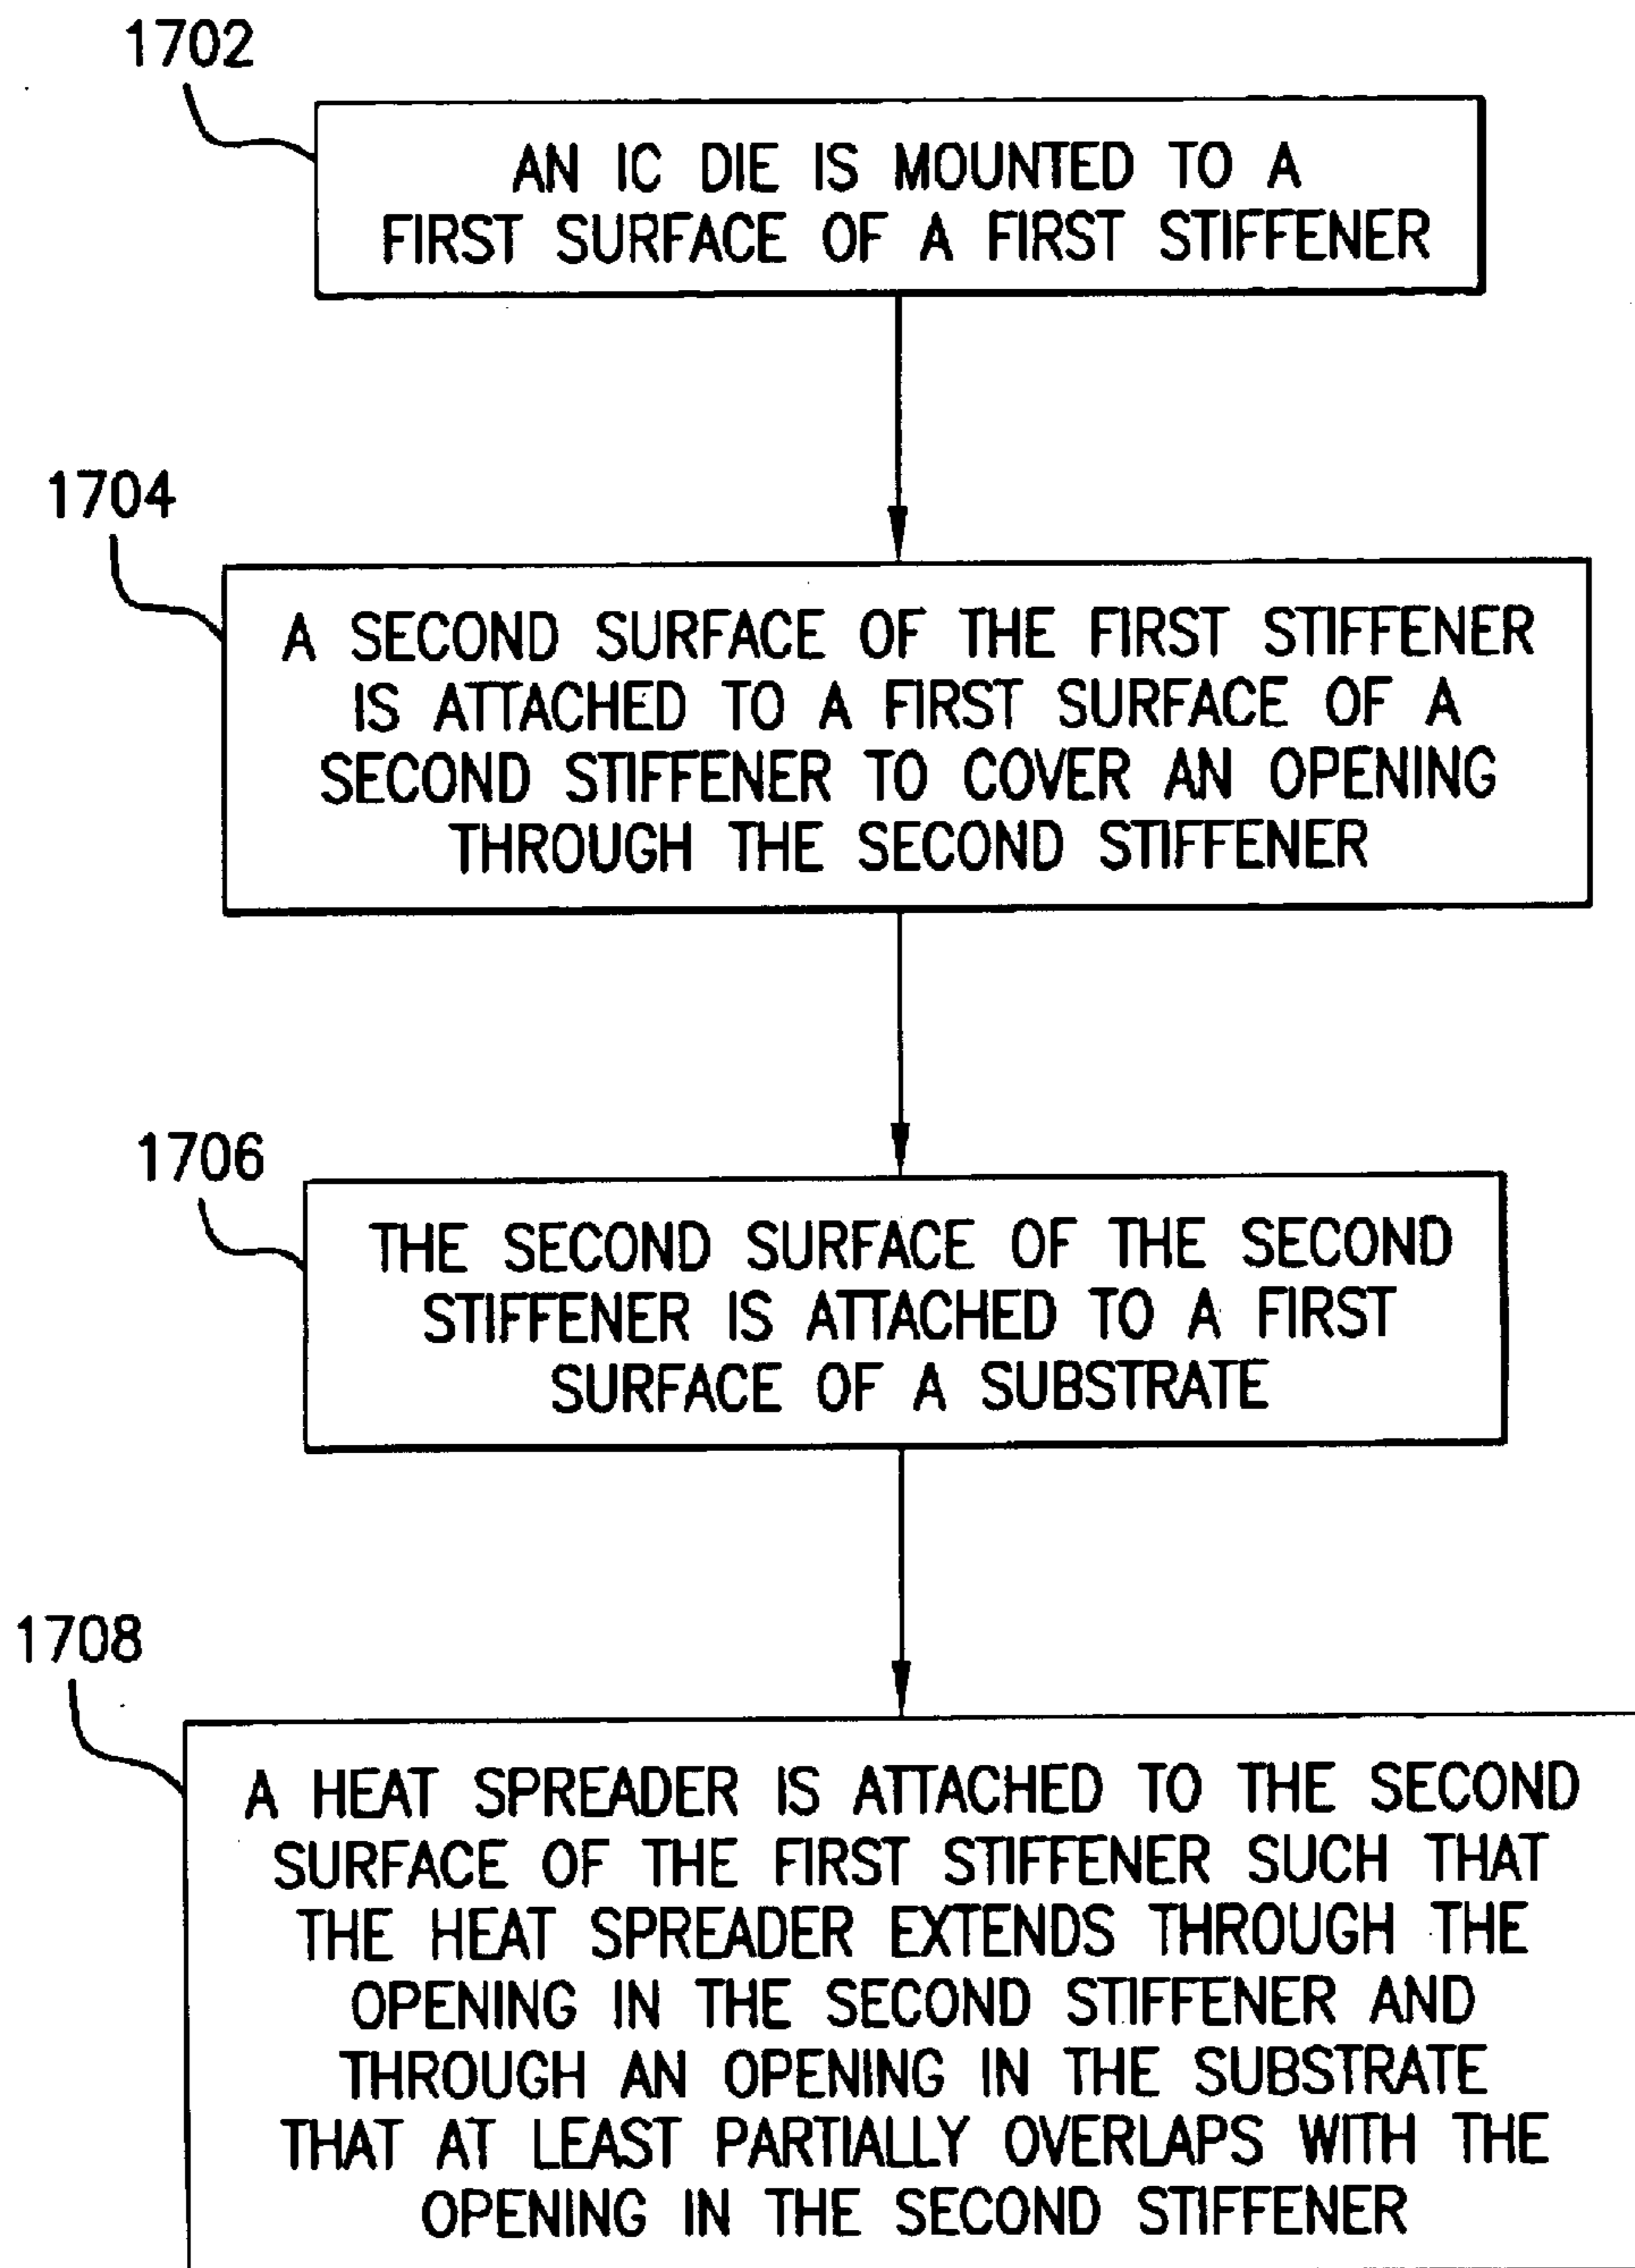 1702
AN IC DIE IS MOUNTED TO A
FIRST SURFACE OF A FIRST STIFFENER
1704
A SECOND SURFACE OF THE FIRST STIFFENER
IS ATTACHED TO A FIRST SURFACE OF A
SECOND STIFFENER TO COVER AN OPENING
THROUGH THE SECOND STIFFENER
1706
THE SECOND SURFACE OF THE SECOND
STIFFENER IS ATTACHED TO A FIRST
SURFACE OF A SUBSTRATE
1708
A HEAT SPREADER IS ATTACHED TO THE SECOND
SURFACE OF THE FIRST STIFFENER SUCH THAT
THE HEAT SPREADER EXTENDS THROUGH THE
OPENING IN THE SECOND STIFFENER AND
THROUGH AN OPENING IN THE SUBSTRATE
THAT AT LEAST PARTIALLY OVERLAPS WITH THE
OPENING IN THE SECOND STIFFENER